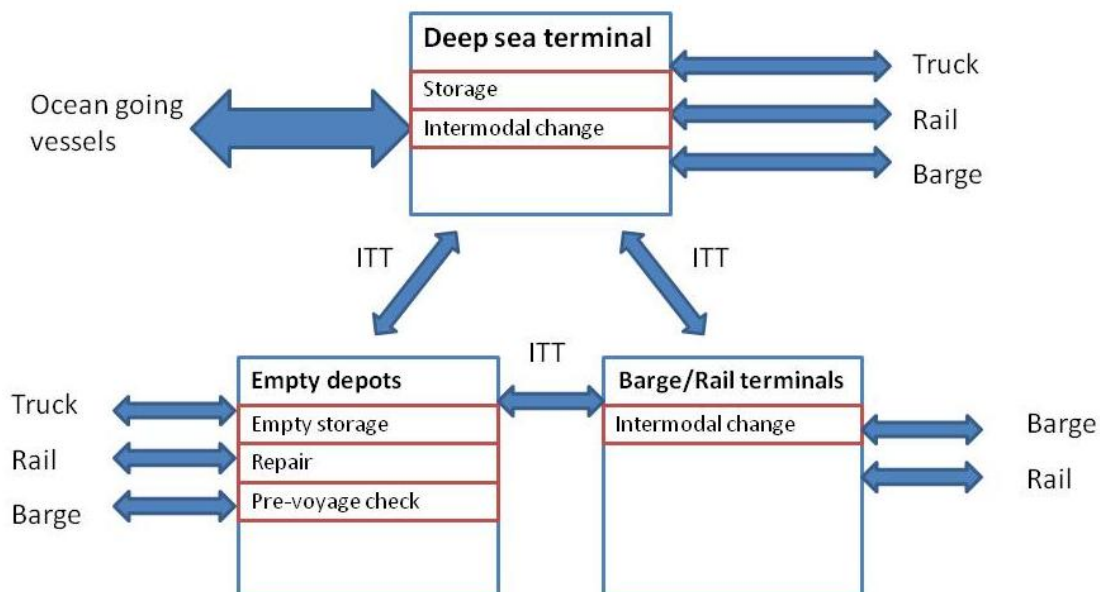 Deep sea terminal
Storage
Intermodal change
Ocean going
vessels
Truck
Rail
Barge
ITT
ITT
ITT
Empty depots
Empty storage
Repair
Pre-voyage check
Truck
Rail
Barge
Barge/Rail terminals
Intermodal change
Barge
Rail